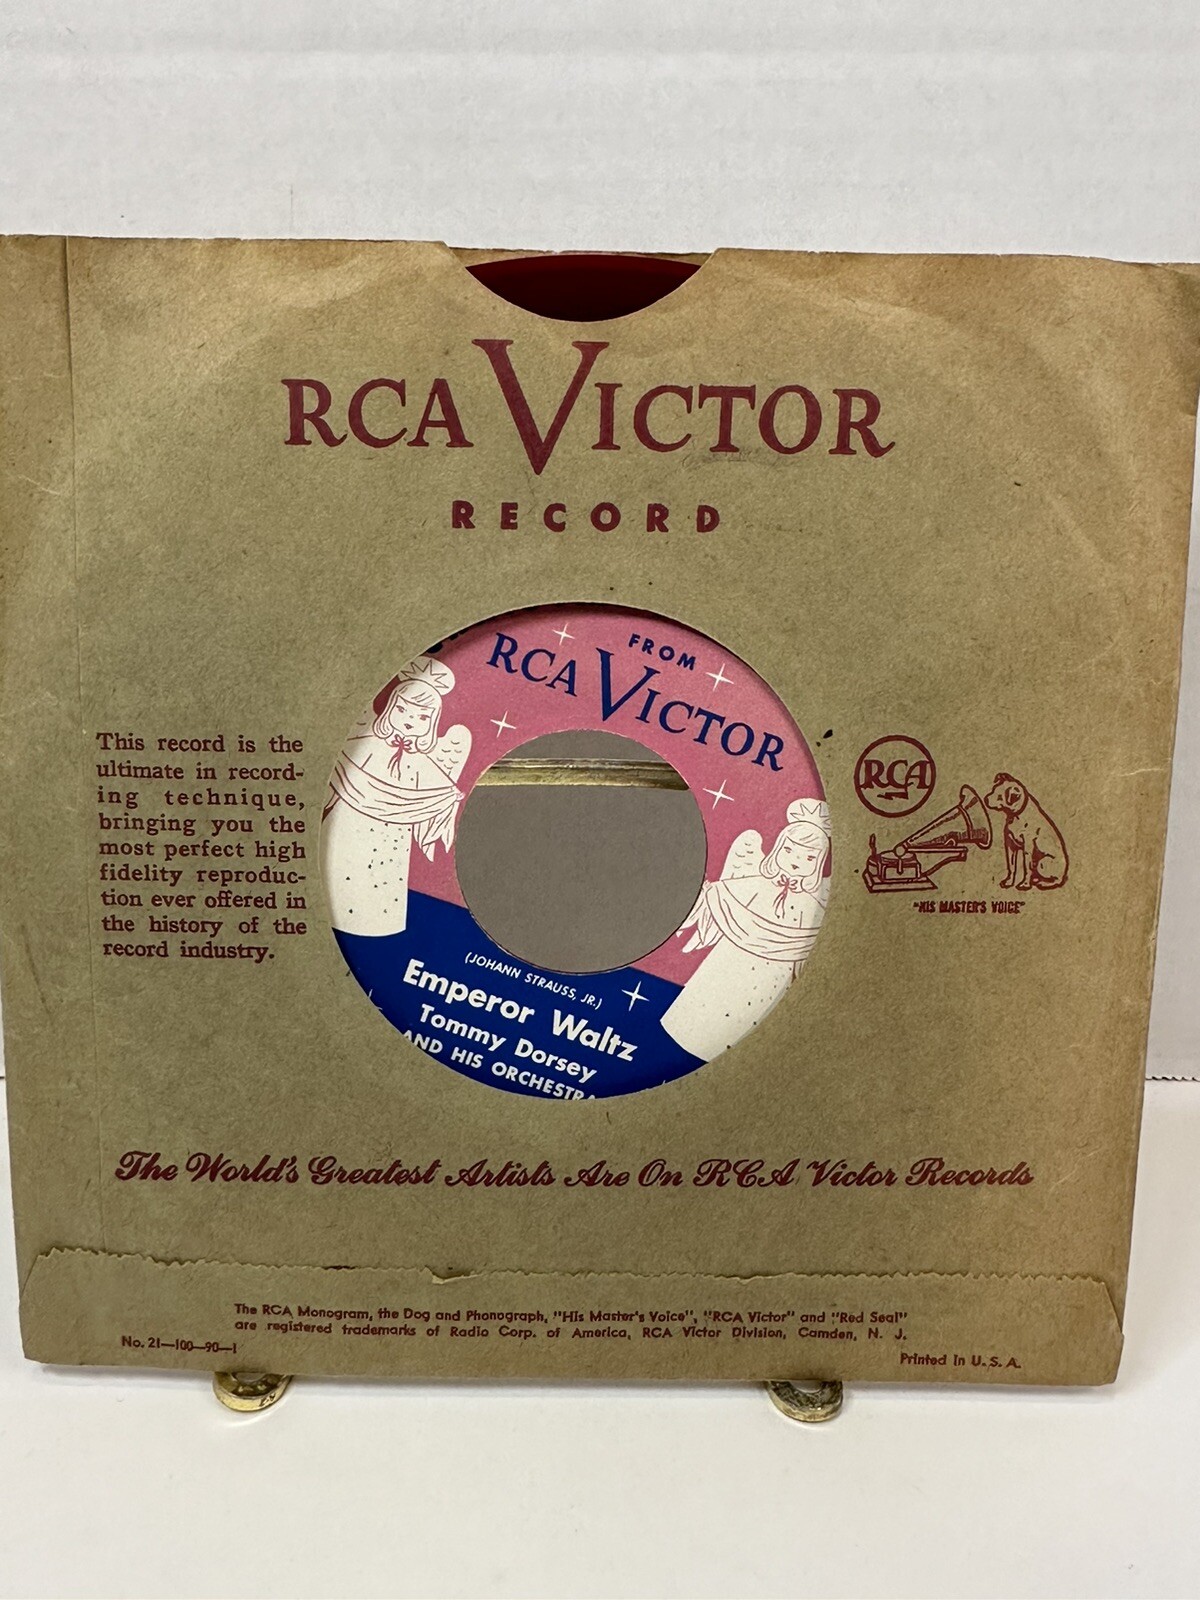 RCA VICTOR
RECORD
FROM
RCA VICTOR
This record is the
ultimate in record-
ing technique,
bringing you the
most perfect high
fidelity reproduc-
tion ever offered in
the history of the
record industry.
RCA
"HIS MASTER'S VOICE"
(JOHANN STRAUSS, JR.)
Emperor Waltz
Tommy Dorsey
AND HIS ORCHESTRA
The World's Greatest Artists Are On RCA Victor Records
The RCA Monogram, the Dog and Phonograph, "His Master's Voice", "RCA Victor" and "Red Seal"
are registered trademarks of Radio Corp. of America, RCA Victor Division, Camden, N. J.
No. 21—100—90—1
Printed in U. S. A.